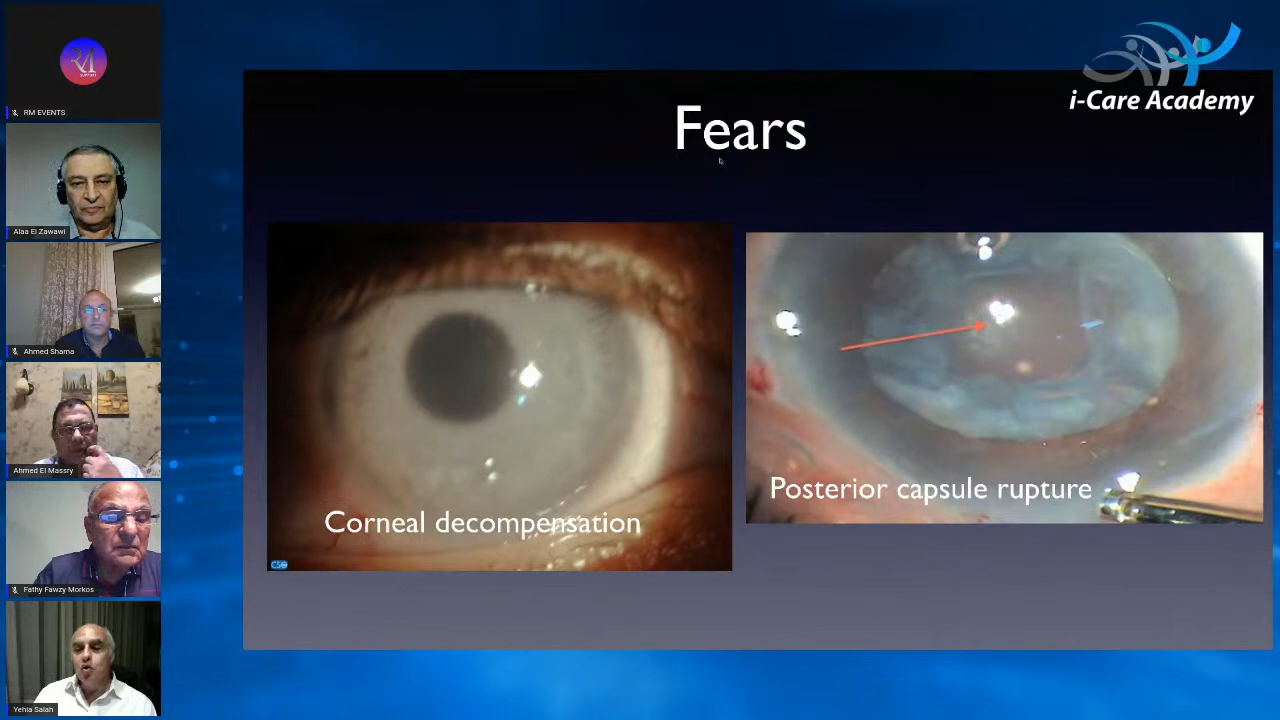 RM EVENTS
Alaa El Zawawi
Ahmed Shama
Ahmed El Massry
Fathy Fawzy Morkos
Yehia Salah
i-Care Academy
Fears
Corneal decompensation
CSO
Posterior capsule rupture